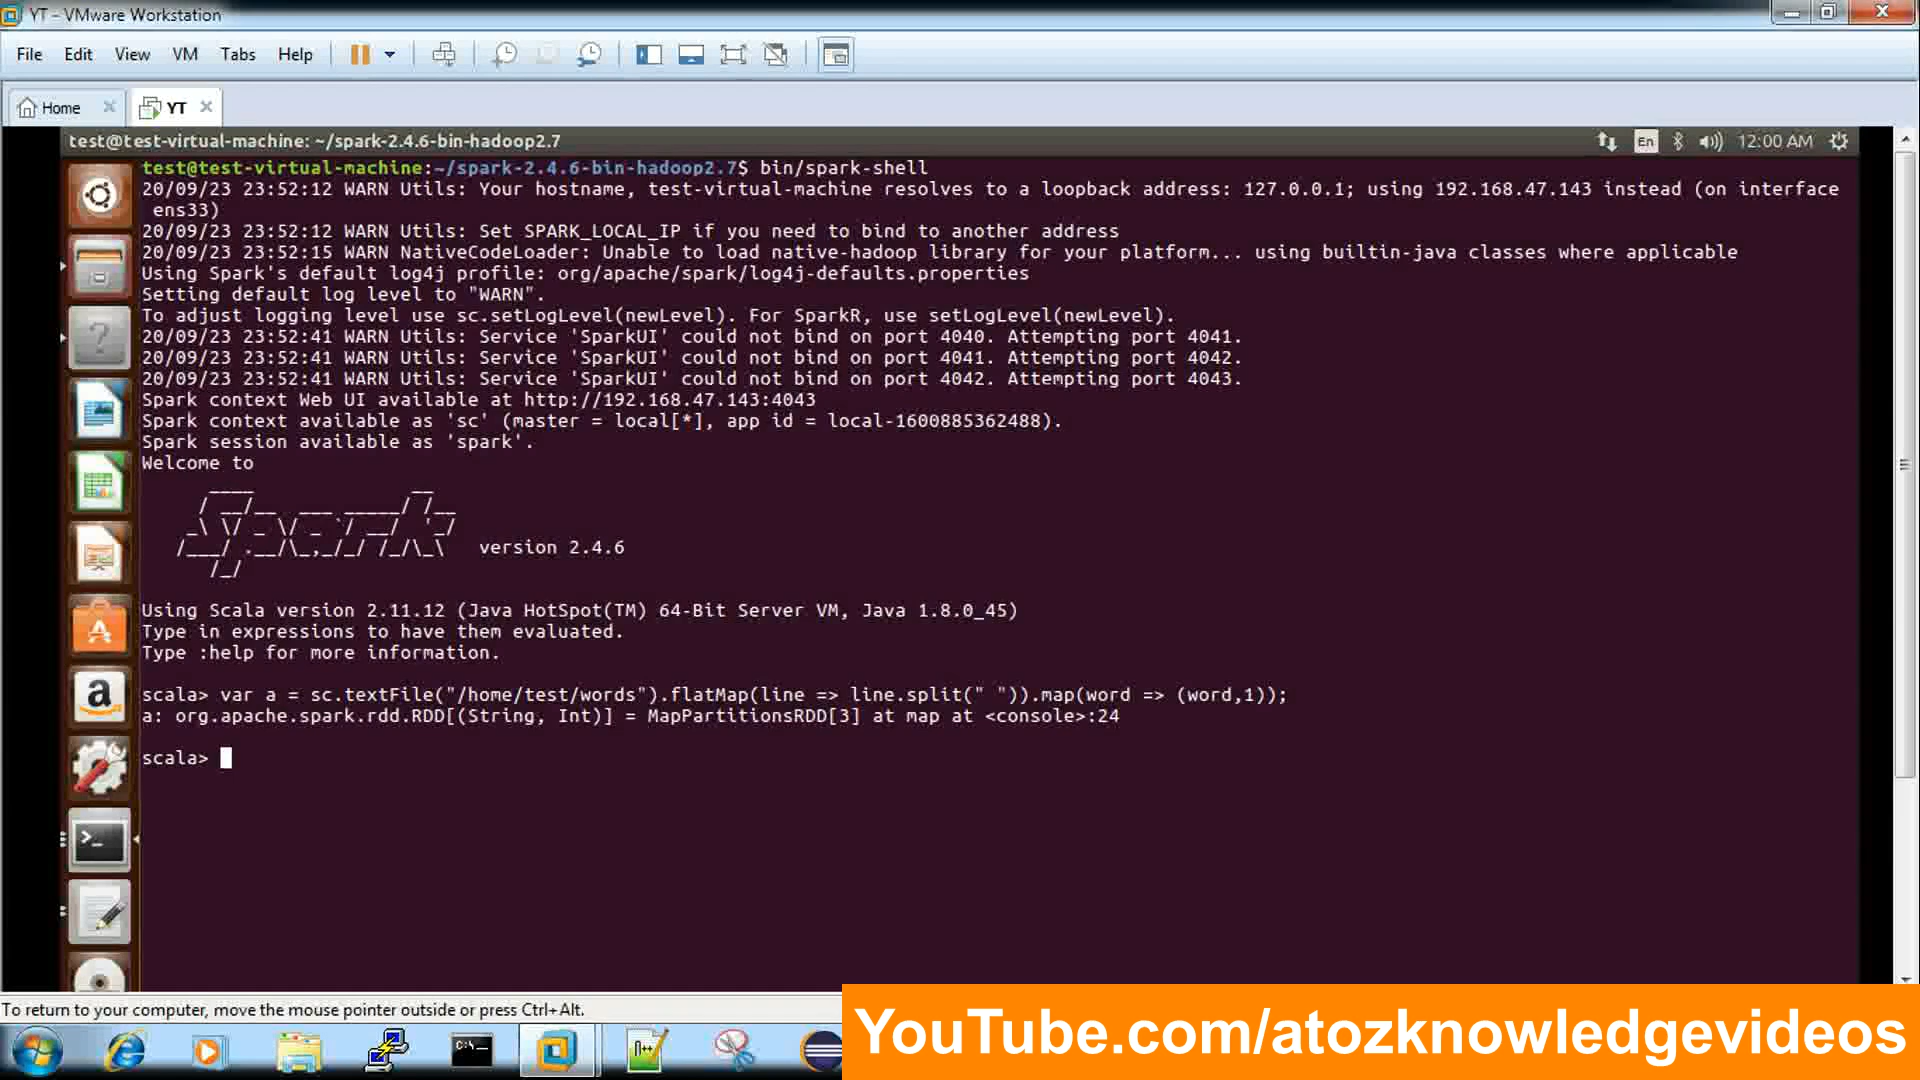 YT - VMware Workstation
File Edit View VM Tabs Help
Home YT
test@test-virtual-machine: ~/spark-2.4.6-bin-hadoop2.7 En 12:00 AM
test@test-virtual-machine:~/spark-2.4.6-bin-hadoop2.7$ bin/spark-shell
20/09/23 23:52:12 WARN Utils: Your hostname, test-virtual-machine resolves to a loopback address: 127.0.0.1; using 192.168.47.143 instead (on interface
ens33)
20/09/23 23:52:12 WARN Utils: Set SPARK_LOCAL_IP if you need to bind to another address
20/09/23 23:52:15 WARN NativeCodeLoader: Unable to load native-hadoop library for your platform... using builtin-java classes where applicable
Using Spark's default log4j profile: org/apache/spark/log4j-defaults.properties
Setting default log level to "WARN".
To adjust logging level use sc.setLogLevel(newLevel). For SparkR, use setLogLevel(newLevel).
20/09/23 23:52:41 WARN Utils: Service 'SparkUI' could not bind on port 4040. Attempting port 4041.
20/09/23 23:52:41 WARN Utils: Service 'SparkUI' could not bind on port 4041. Attempting port 4042.
20/09/23 23:52:41 WARN Utils: Service 'SparkUI' could not bind on port 4042. Attempting port 4043.
Spark context Web UI available at http://192.168.47.143:4043
Spark context available as 'sc' (master = local[*], app id = local-1600885362488).
Spark session available as 'spark'.
Welcome to
Spark version 2.4.6
Using Scala version 2.11.12 (Java HotSpot(TM) 64-Bit Server VM, Java 1.8.0_45)
Type in expressions to have them evaluated.
Type :help for more information.
scala> var a = sc.textFile("/home/test/words").flatMap(line => line.split(" ")).map(word => (word,1));
a: org.apache.spark.rdd.RDD[(String, Int)] = MapPartitionsRDD[3] at map at <console>:24
scala>
To return to your computer, move the mouse pointer outside or press Ctrl+Alt.
YouTube.com/atozknowledgevideos